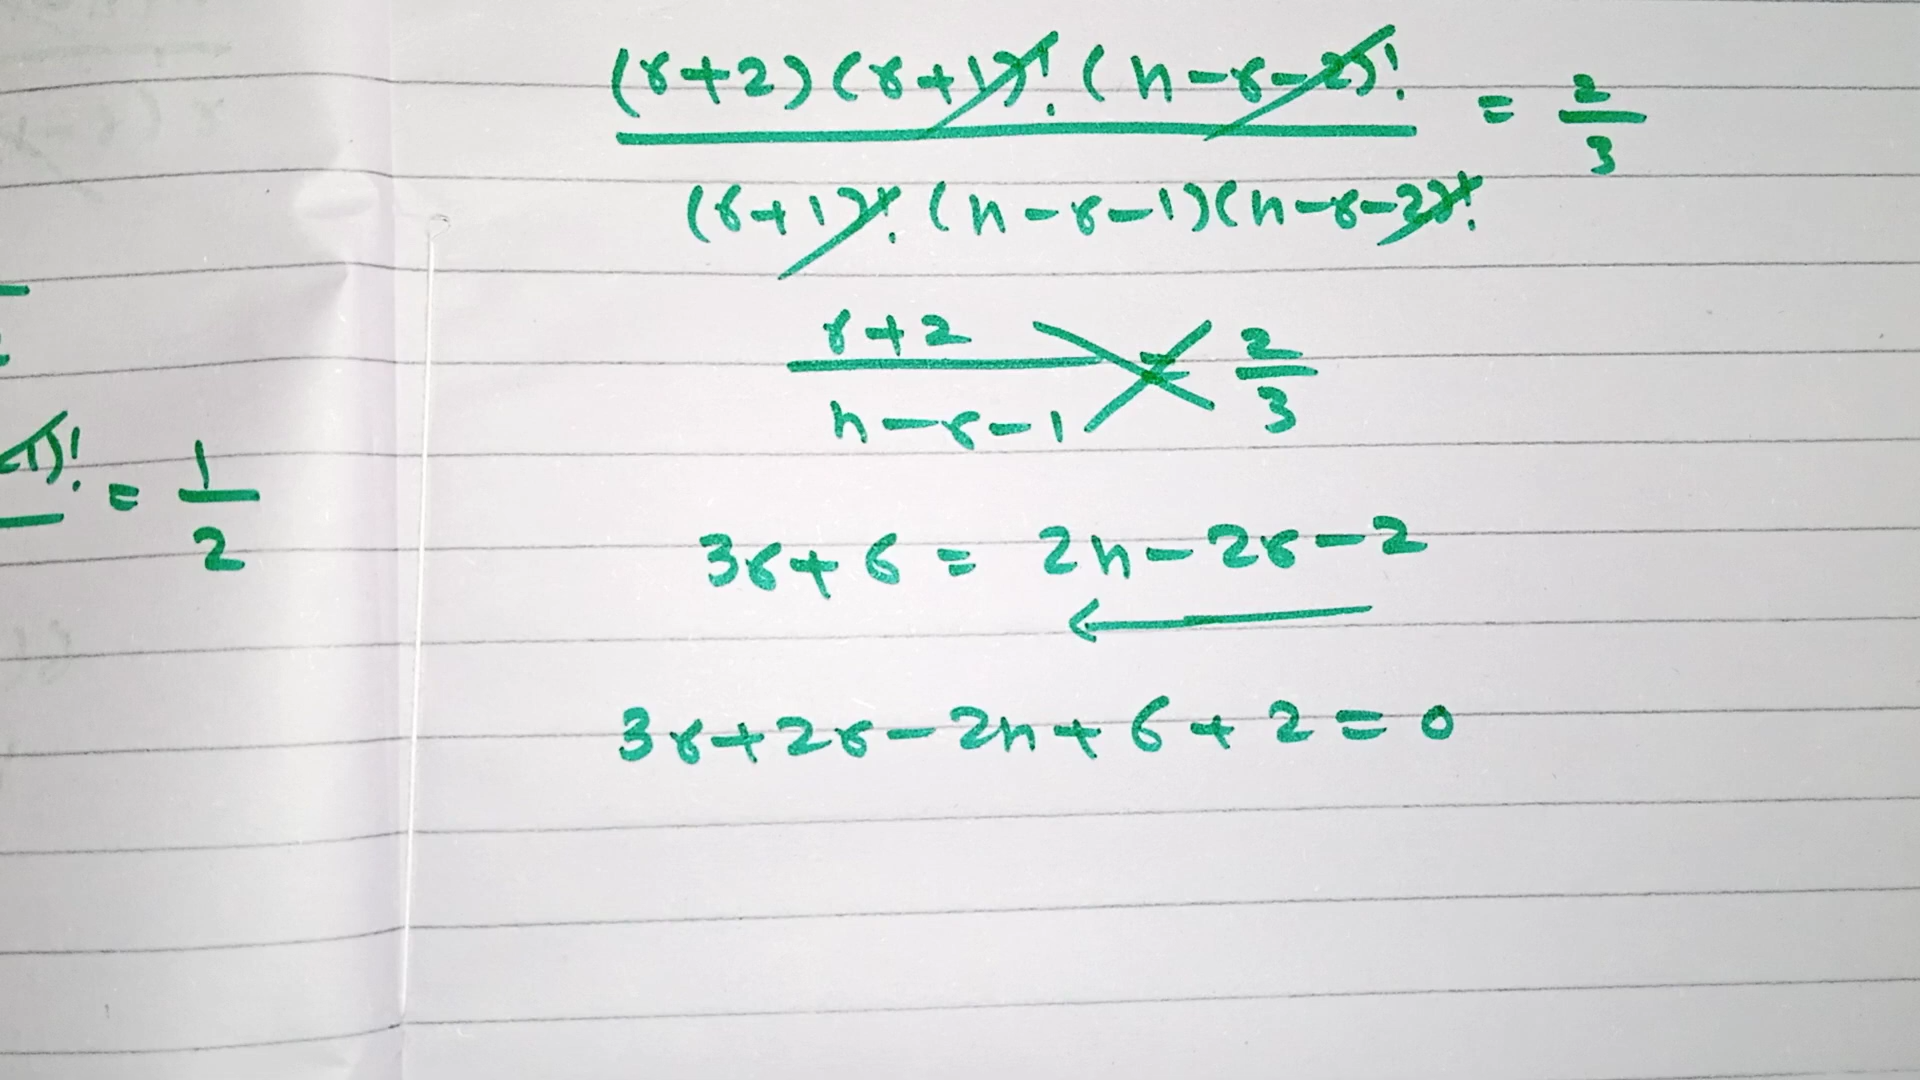 (r+2)(r+1)!(n-r-2)! = 2
3
(r+1)!(n-r-1)(n-r-2)!
r+2 = 2
n-r-1 3
)! = 1
2
3r+6 = 2n-2r-2
3r+2r-2n+6+2=0